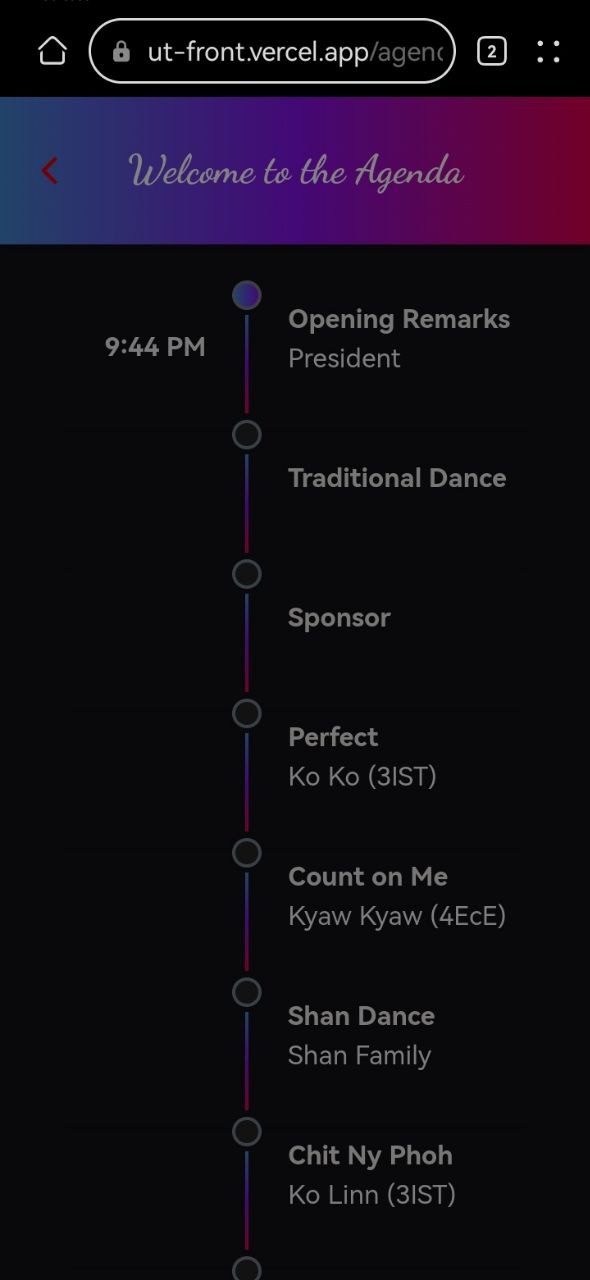 ut-front.vercel.app/agenc
2
Welcome to the Agenda
Opening Remarks
9:44 PM
President
Traditional Dance
Sponsor
Perfect
Ko Ko (3IST)
Count on Me
Kyaw Kyaw (4EcE)
Shan Dance
Shan Family
Chit Ny Phoh
Ko Linn (3IST)